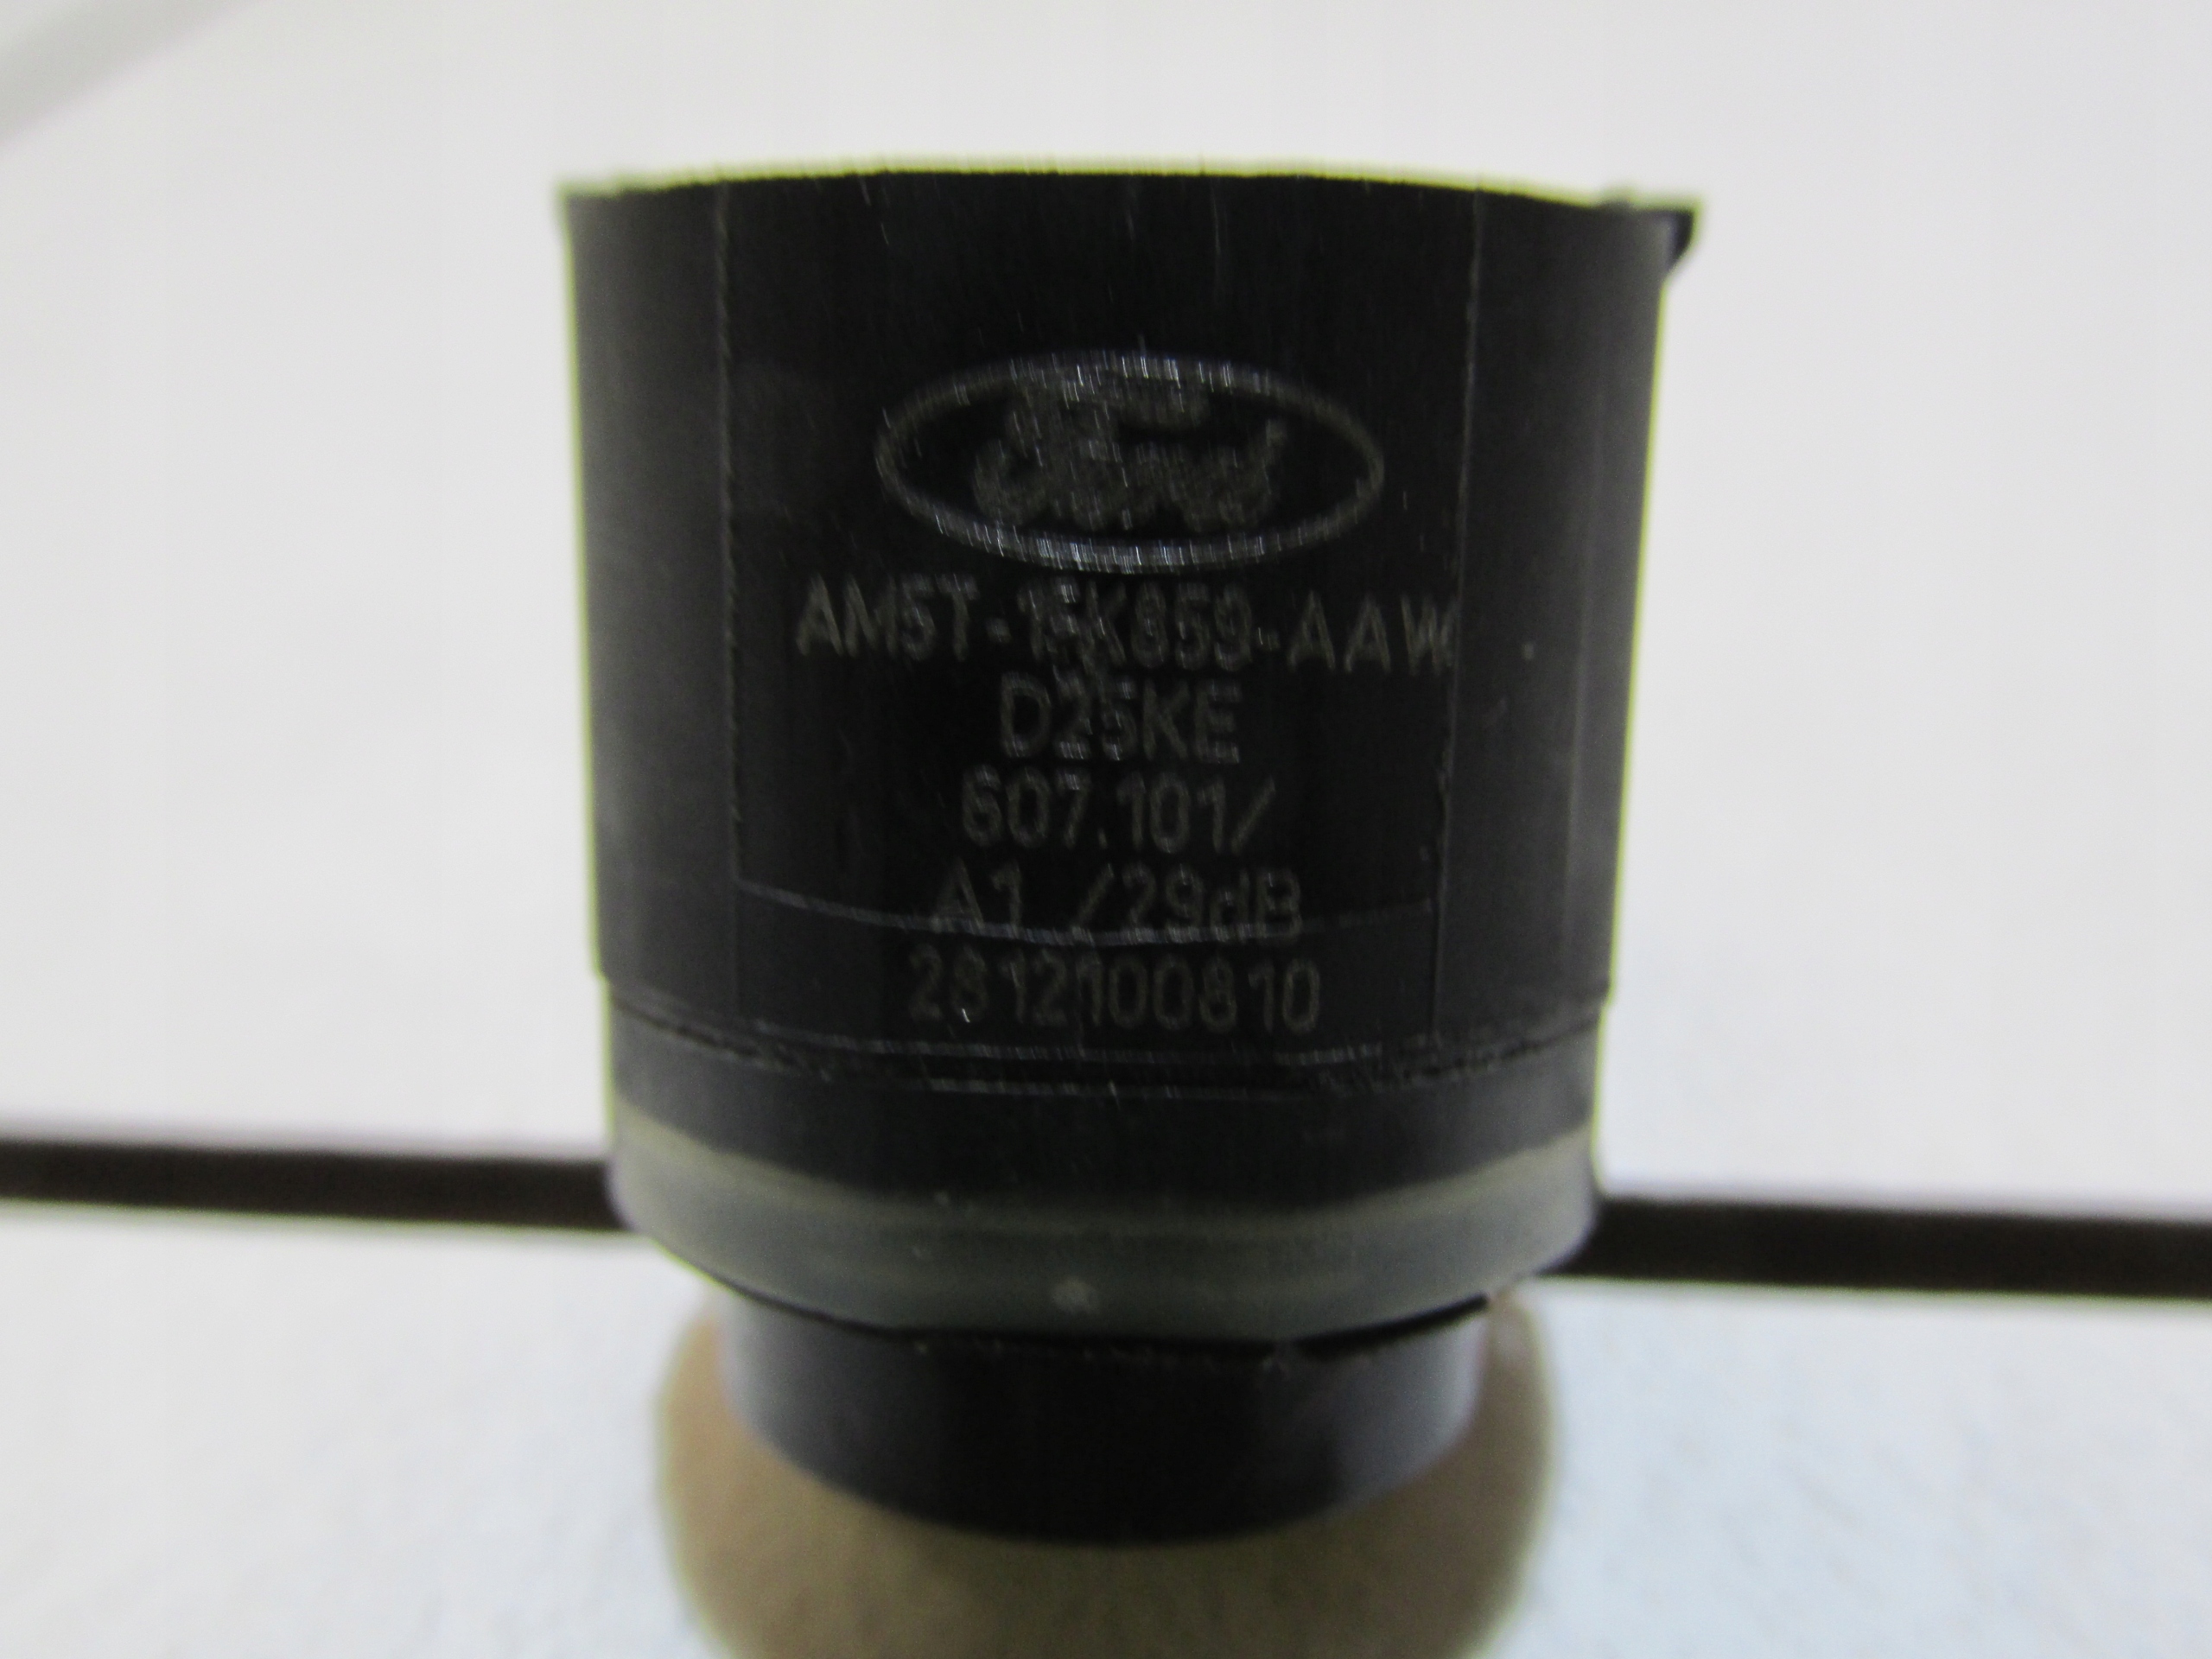 Ford
AM5T-15K859-AAW
D25KE
607.101/
A1 /29dB
2812100810